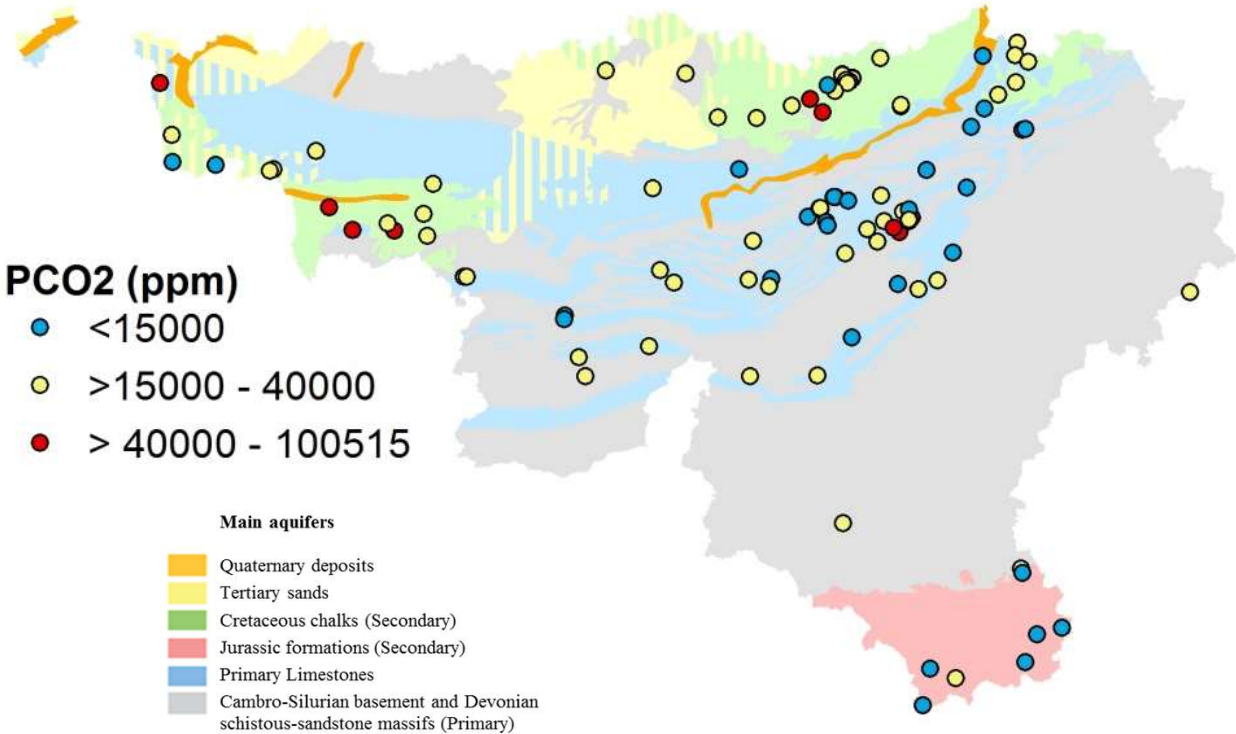 PCO2 (ppm)
<15000
>15000 - 40000
> 40000 - 100515
Main aquifers
Quaternary deposits
Tertiary sands
Cretaceous chalks (Secondary)
Jurassic formations (Secondary)
Primary Limestones
Cambro-Silurian basement and Devonian
schistous-sandstone massifs (Primary)